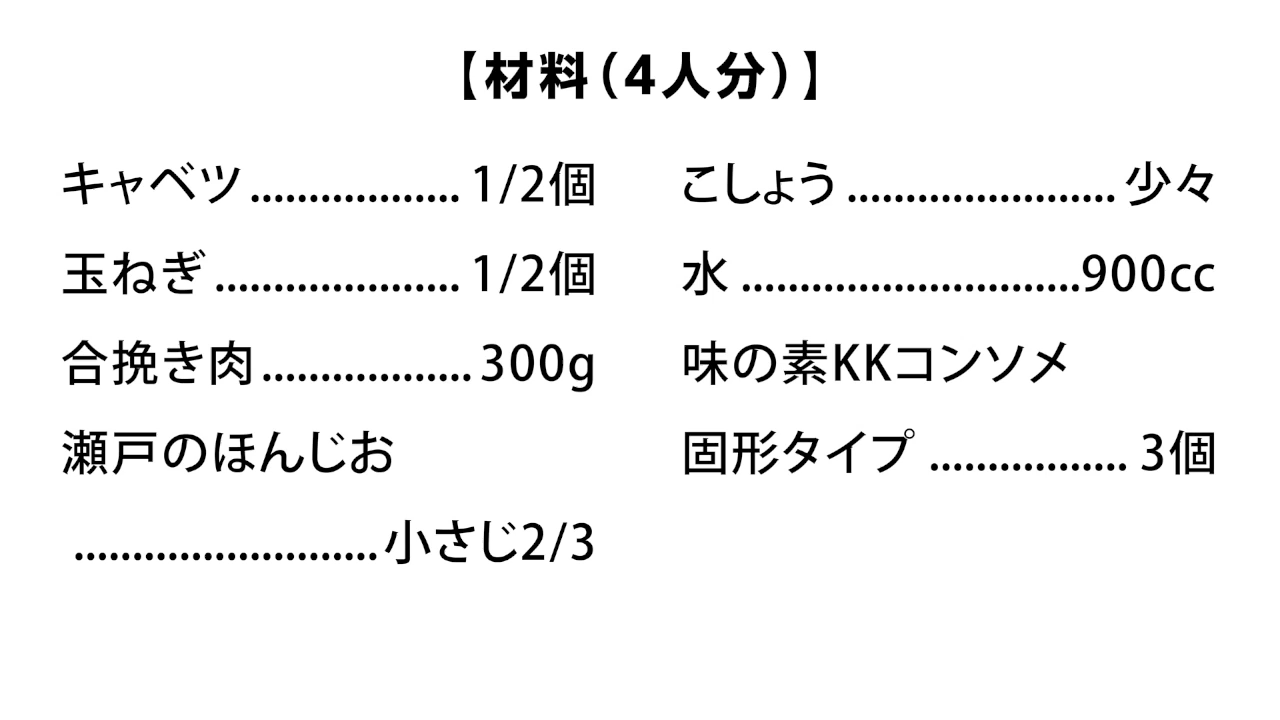 【材料(4人分)】
キャベツ.................. 1/2個
玉ねぎ..................... 1/2個
合挽き肉.................. 300g
瀬戸のほんじお
..........................小さじ2/3
こしょう ....................... 少々
水 .............................900cc
味の素KKコンソメ
固形タイプ ................. 3個